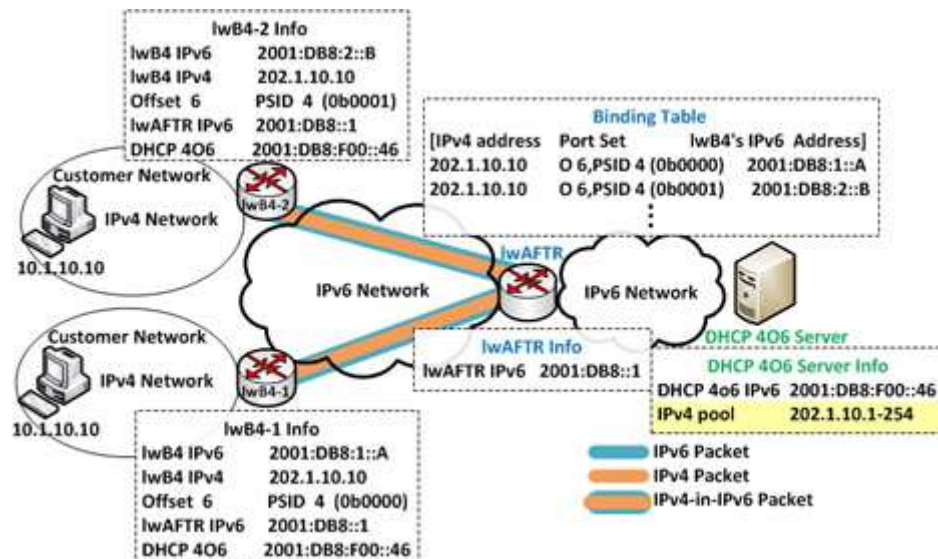 lwB4-2 Info
lwB4 IPv6 2001:DB8:2::B
lwB4 IPv4 202.1.10.10
Offset 6 PSID 4 (0b0001)
lwAFTR IPv6 2001:DB8::1
DHCP 4O6 2001:DB8:F00::46
Binding Table
[IPv4 address Port Set lwB4's IPv6 Address]
202.1.10.10 O 6,PSID 4 (0b0000) 2001:DB8:1::A
202.1.10.10 O 6,PSID 4 (0b0001) 2001:DB8:2::B
Customer Network
IPv4 Network
10.1.10.10
lwB4-2
IPv6 Network
lwAFTR
IPv6 Network
DHCP 4O6 Server
Customer Network
IPv4 Network
10.1.10.10
lwB4-1
lwAFTR Info
lwAFTR IPv6 2001:DB8::1
DHCP 4O6 Server Info
DHCP 4o6 IPv6 2001:DB8:F00::46
IPv4 pool 202.1.10.1-254
lwB4-1 Info
lwB4 IPv6 2001:DB8:1::A
lwB4 IPv4 202.1.10.10
Offset 6 PSID 4 (0b0000)
lwAFTR IPv6 2001:DB8::1
DHCP 4O6 2001:DB8:F00::46
IPv6 Packet
IPv4 Packet
IPv4-in-IPv6 Packet